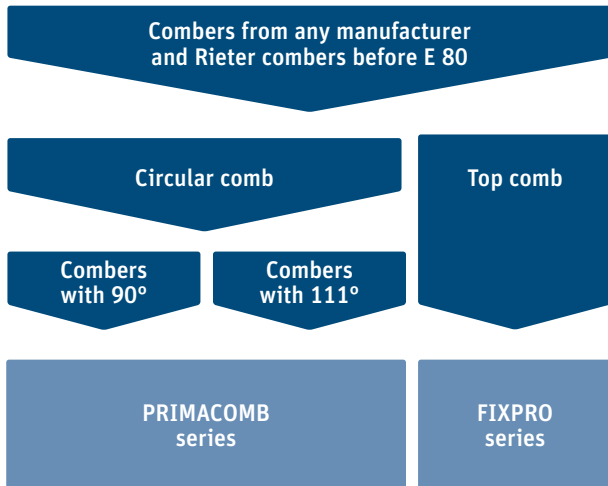 Combers from any manufacturer
and Rieter combers before E 80
Circular comb
Top comb
Combers
with 90°
Combers
with 111°
PRIMACOMB
series
FIXPRO
series